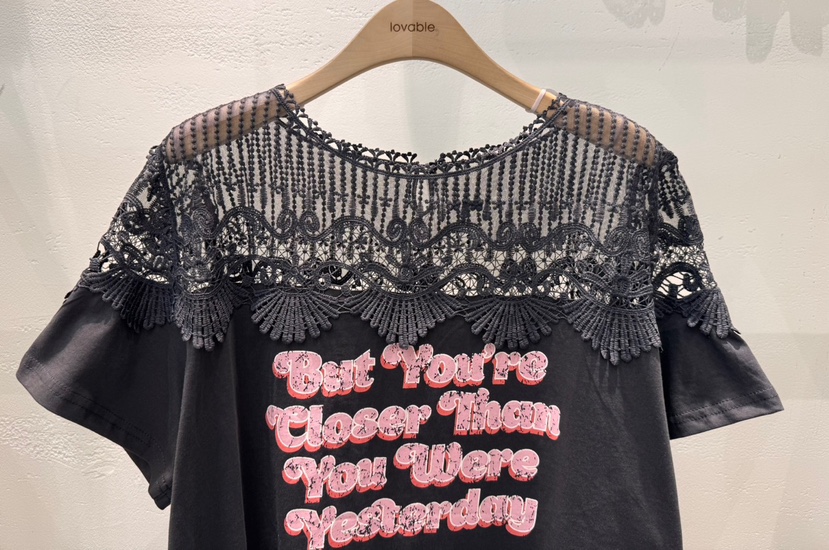 lovable
But You're
Closer Than
You Were
Yesterday